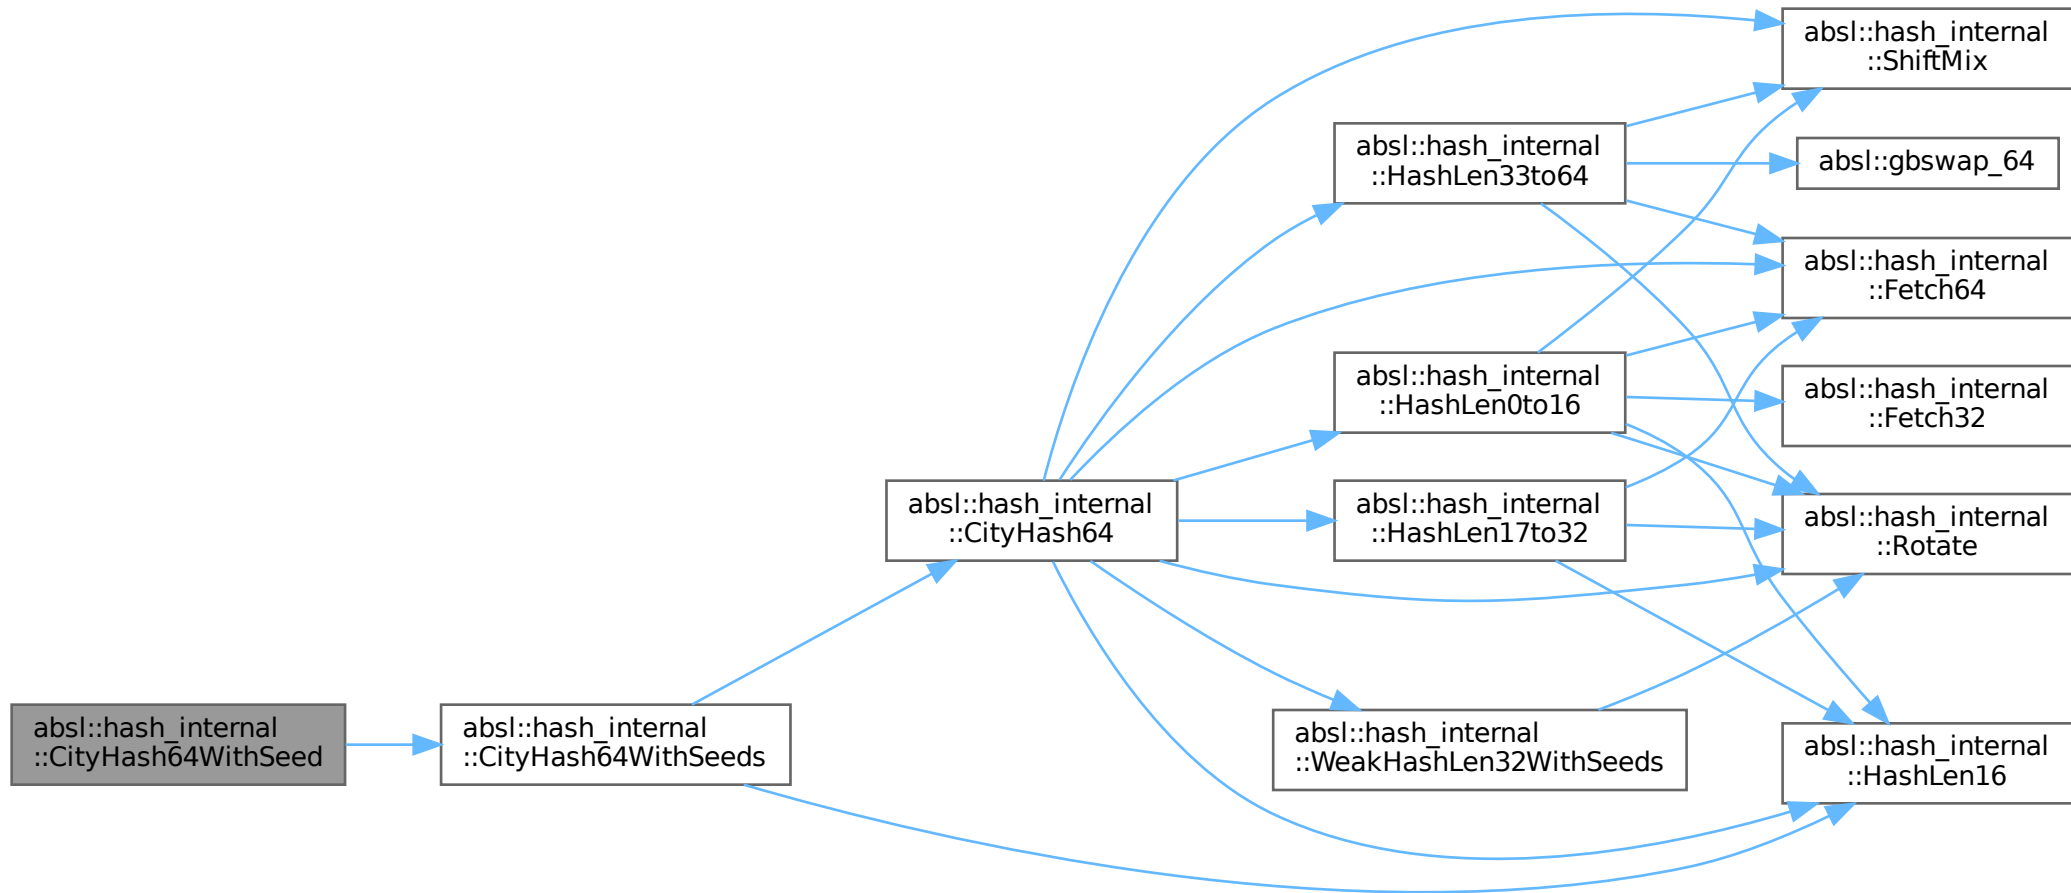 absl::hash_internal
::CityHash64WithSeed
absl::hash_internal
::CityHash64WithSeeds
absl::hash_internal
::CityHash64
absl::hash_internal
::HashLen33to64
absl::hash_internal
::HashLen0to16
absl::hash_internal
::HashLen17to32
absl::hash_internal
::WeakHashLen32WithSeeds
absl::hash_internal
::ShiftMix
absl::gbswap_64
absl::hash_internal
::Fetch64
absl::hash_internal
::Fetch32
absl::hash_internal
::Rotate
absl::hash_internal
::HashLen16